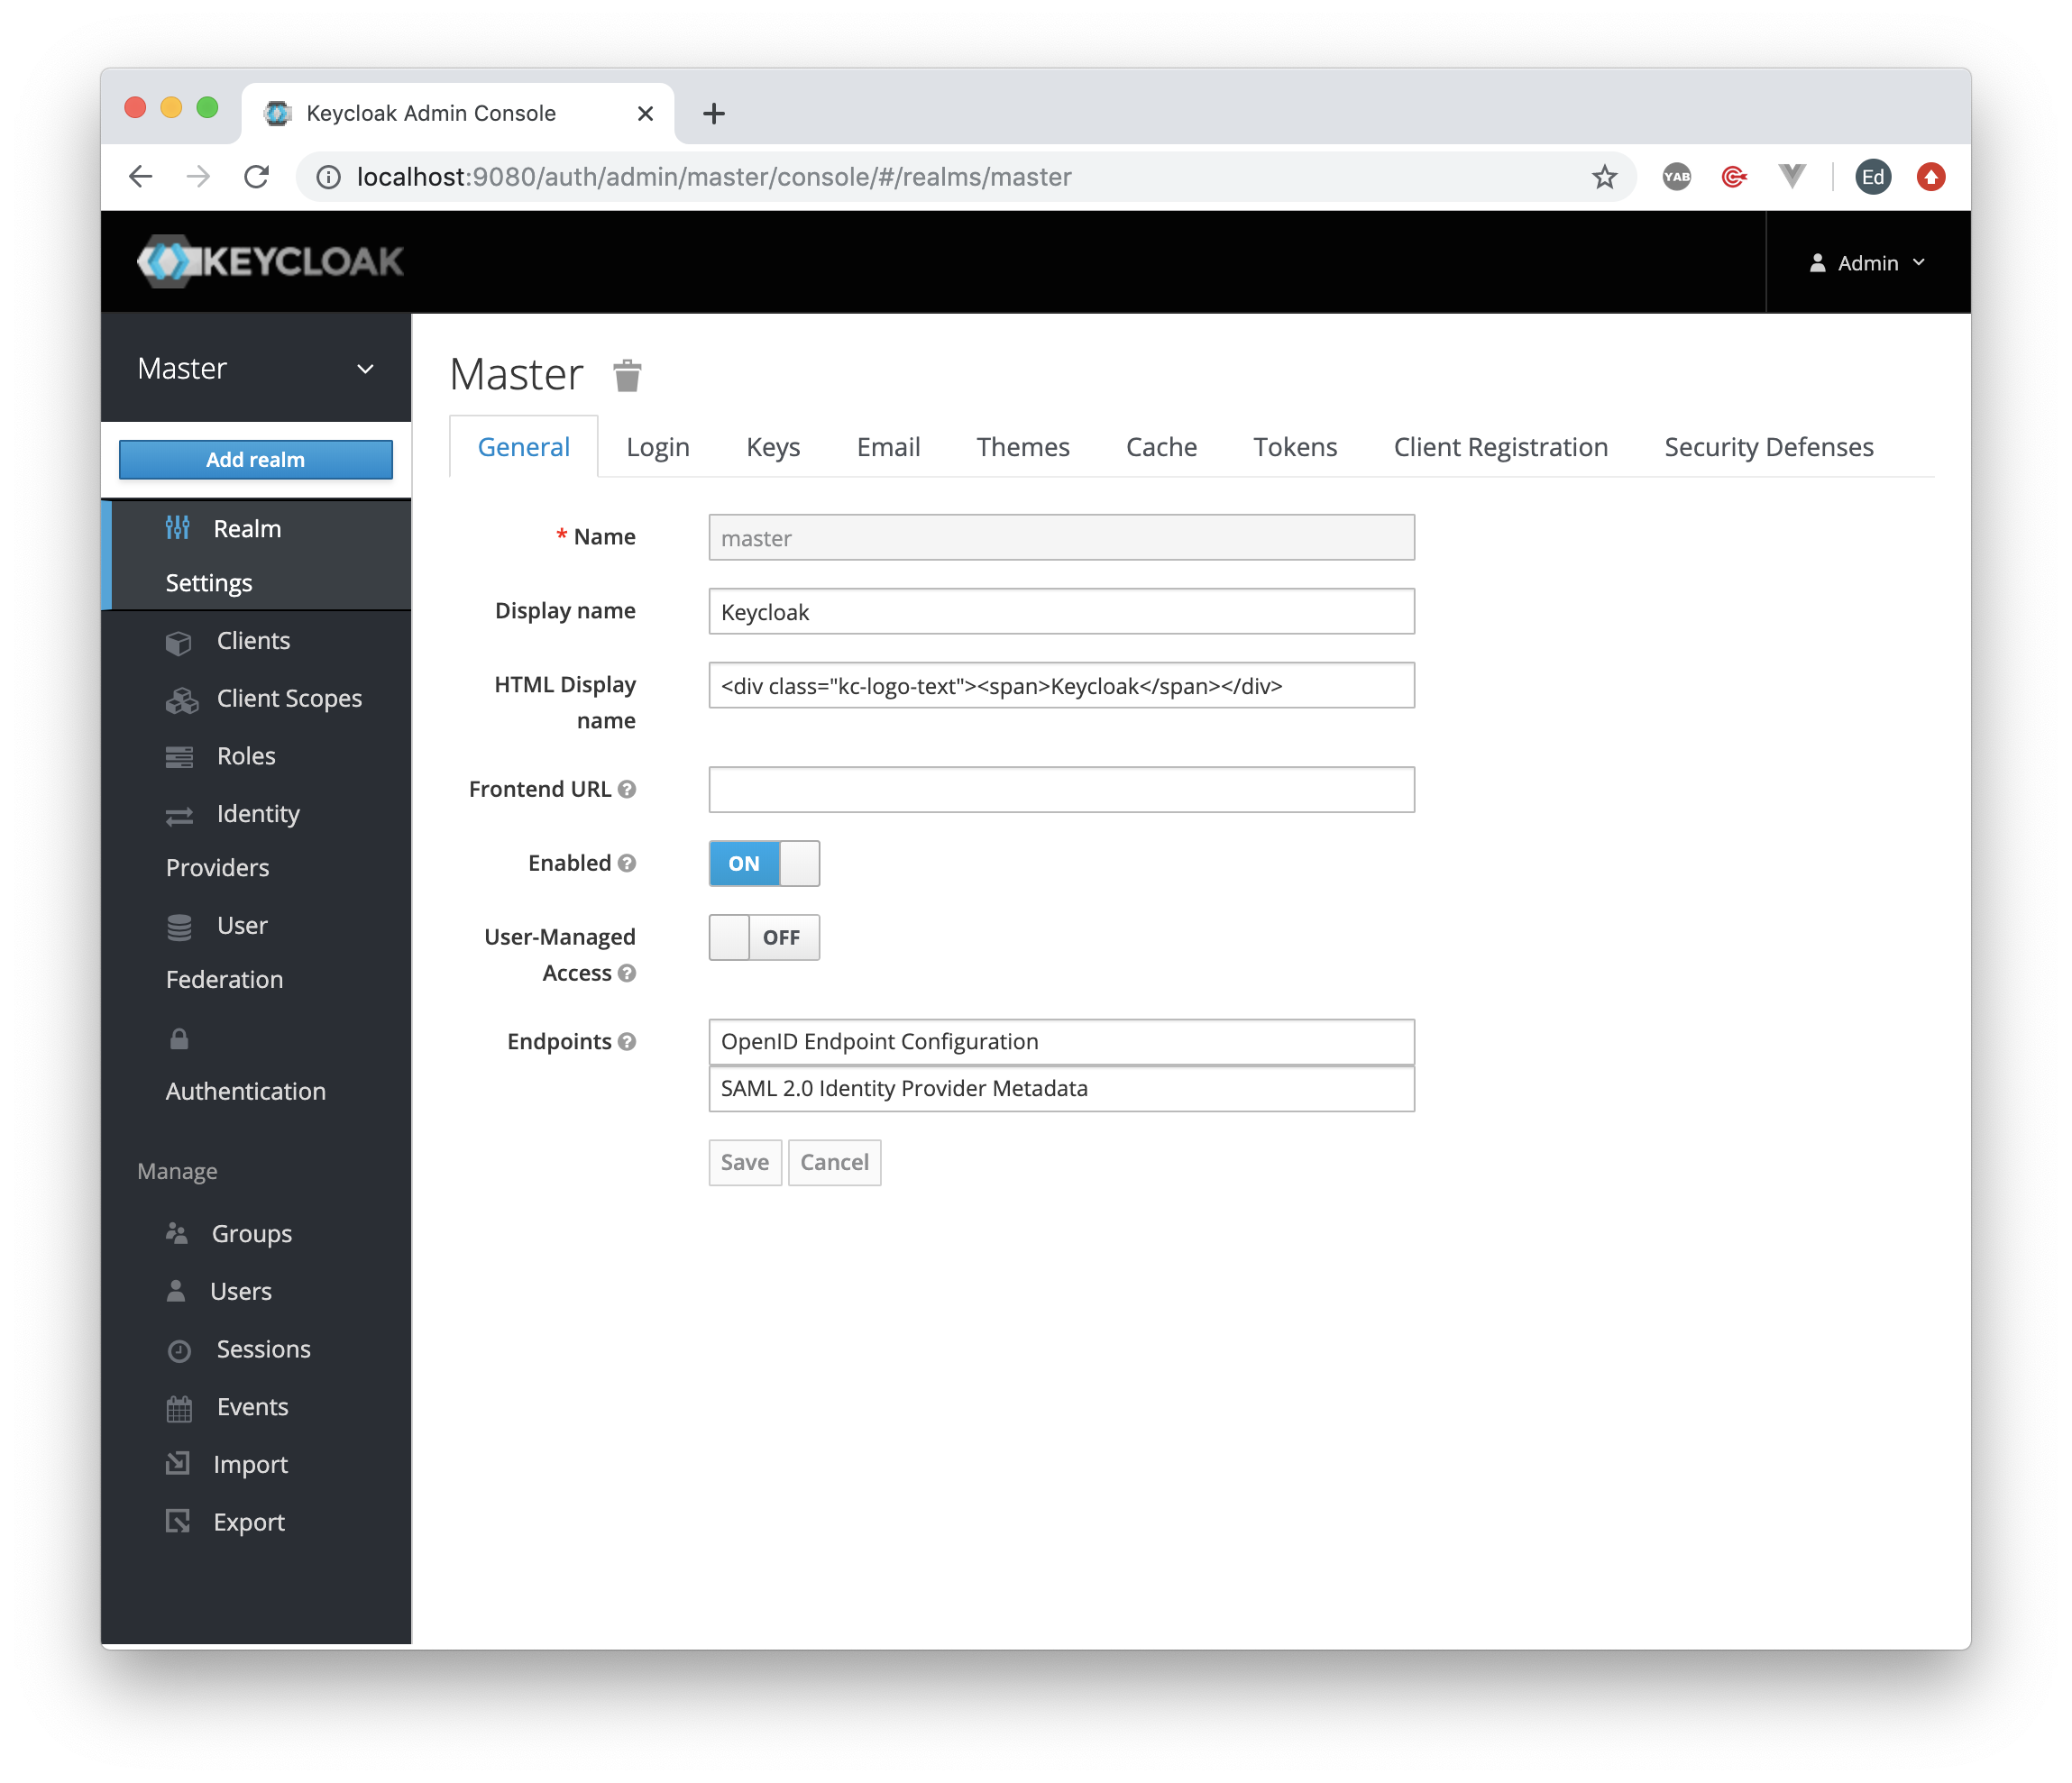 Keycloak Admin Console
localhost:9080/auth/admin/master/console/#/realms/master
YAB
Ed
KEYCLOAK
Admin
Master
Add realm
Realm
Settings
Clients
Client Scopes
Roles
Identity
Providers
User
Federation
Authentication
Manage
Groups
Users
Sessions
Events
Import
Export
Master
General Login Keys Email Themes Cache Tokens Client Registration Security Defenses
* Name master
Display name Keycloak
HTML Display
name
<div class="kc-logo-text"><span>Keycloak</span></div>
Frontend URL ?
Enabled ? ON
User-Managed
Access ?
OFF
Endpoints ? OpenID Endpoint Configuration
SAML 2.0 Identity Provider Metadata
Save Cancel